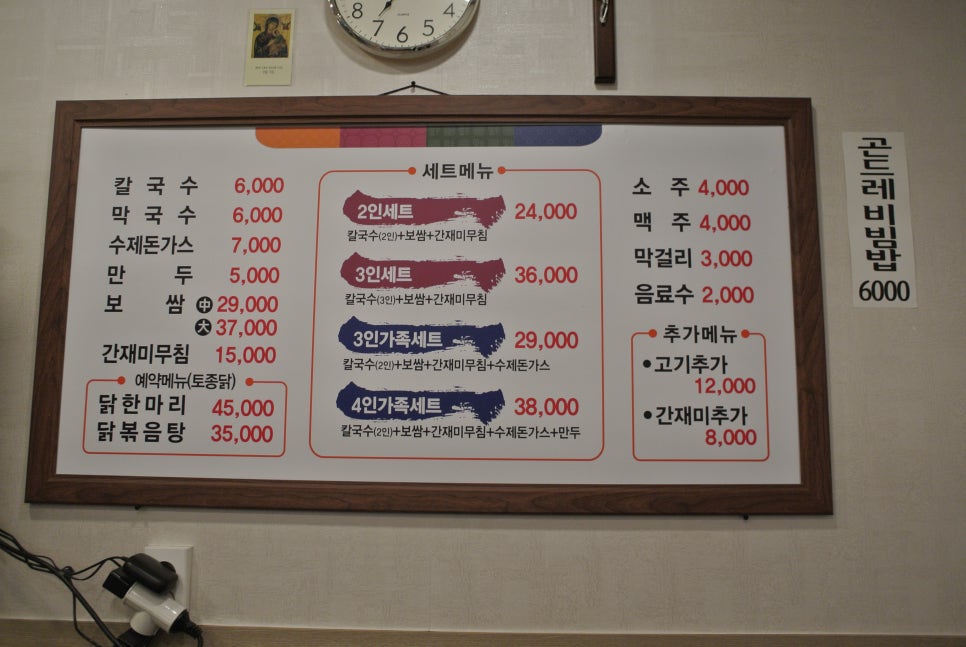 8 7 6 5 4
칼국수 6,000
막국수 6,000
수제돈가스 7,000
만두 5,000
보쌈 中 29,000
大 37,000
간재미무침 15,000
예약메뉴(토종닭)
닭한마리 45,000
닭볶음탕 35,000
세트메뉴
2인세트 24,000
칼국수(2인)+보쌈+간재미무침
3인세트 36,000
칼국수(3인)+보쌈+간재미무침
3인가족세트 29,000
칼국수(2인)+보쌈+간재미무침+수제돈가스
4인가족세트 38,000
칼국수(2인)+보쌈+간재미무침+수제돈가스+만두
소주 4,000
맥주 4,000
막걸리 3,000
음료수 2,000
추가메뉴
•고기추가
12,000
•간재미추가
8,000
곤트레비빔밥
6000